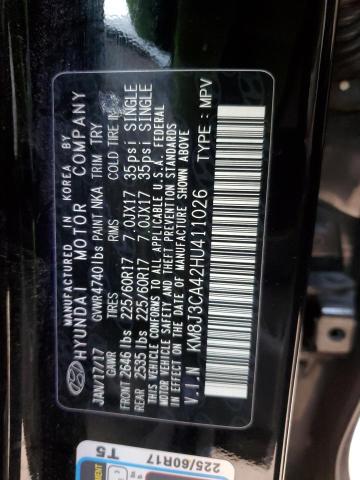 MANUFACTURED IN KOREA BY
HYUNDAI MOTOR COMPANY
JAN/17/17 GVWR4740lbs PAINT NKA TRIM TRY
GAWR TIRES RIMS COLD TIRE
FRONT 2646 lbs 225/60R17 7.0JX17 35psi SINGLE
REAR 2535 lbs 225/60R17 7.0JX17 35psi SINGLE
THIS VEHICLE CONFORMS TO ALL APPLICABLE U.S.A. FEDERAL
MOTOR VEHICLE SAFETY, BUMPER, AND THEFT PREVENTION STANDARDS
IN EFFECT ON THE DATE OF MANUFACTURE SHOWN ABOVE.
V.I.N : KM8J3CA42HU411026 TYPE : MPV
225/60R17 T5